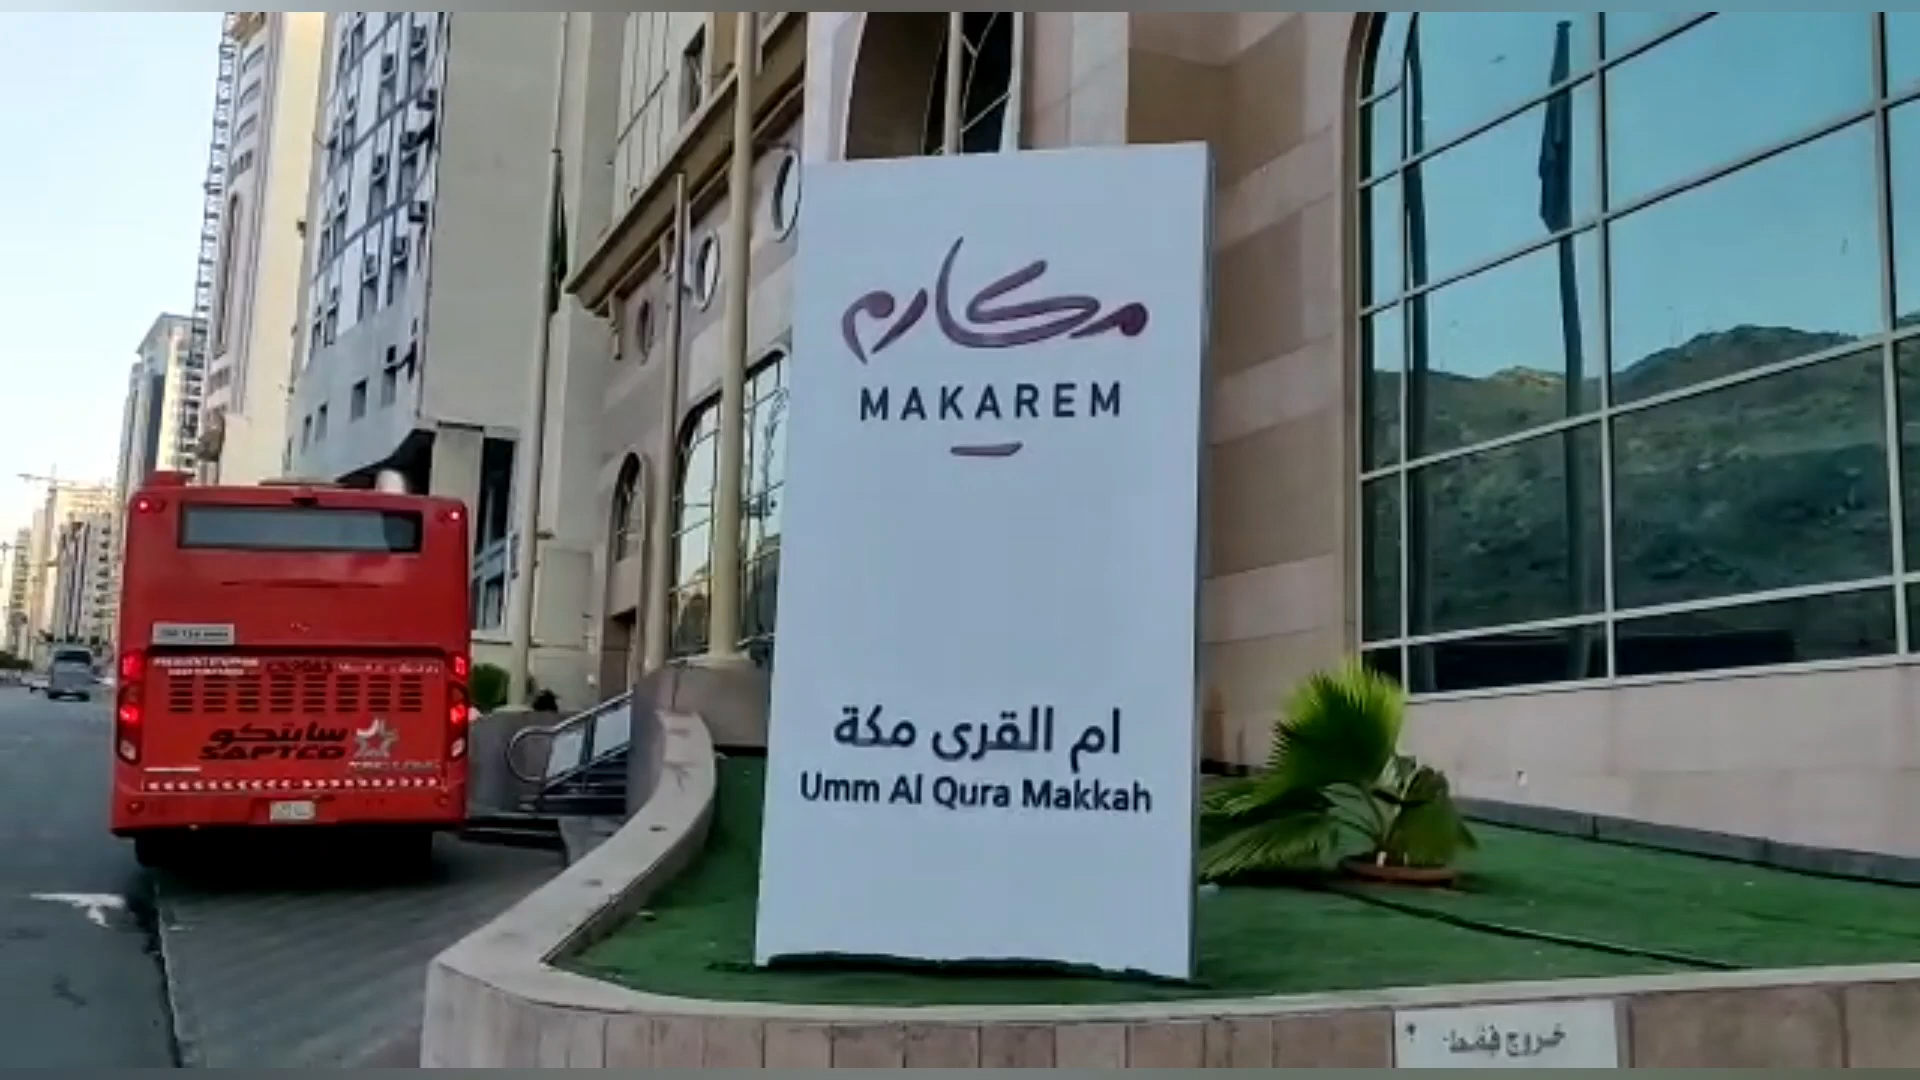 مكارم
MAKAREM
ام القرى مكة
Umm Al Qura Makkah
سابتكو
SAPTCO
خروج فقط